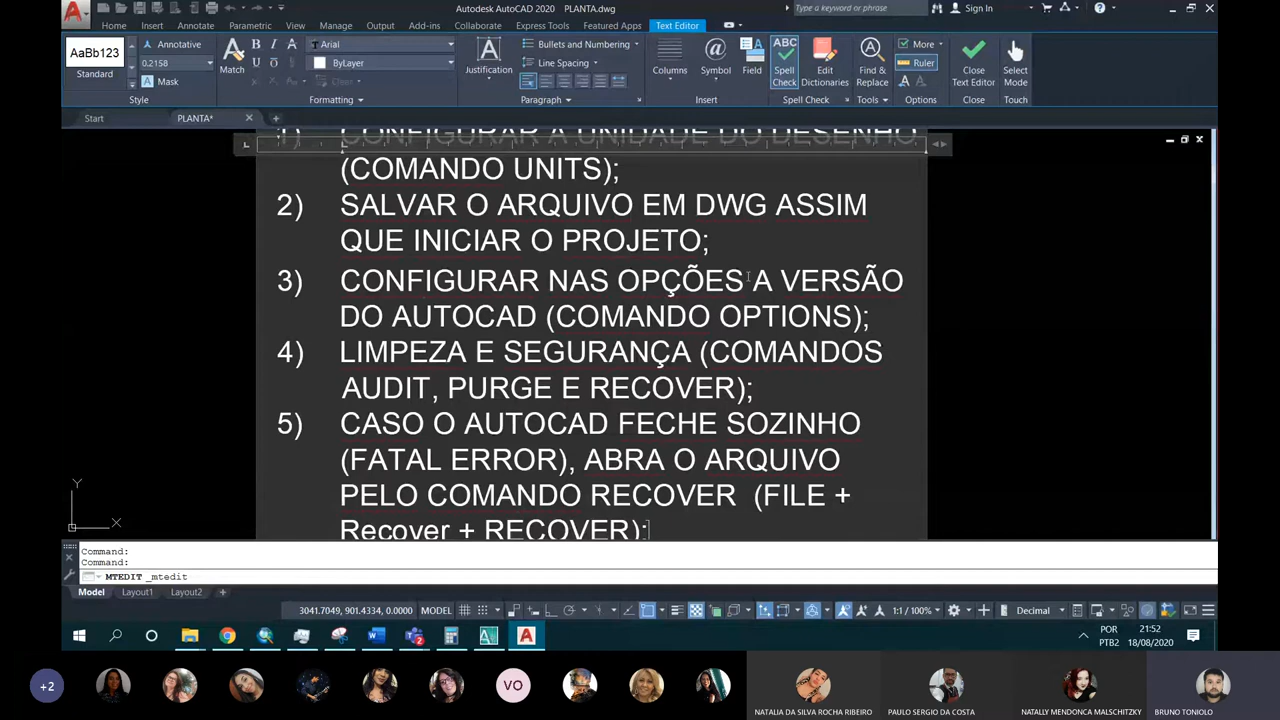 Autodesk AutoCAD 2020 PLANTA.dwg
Type a keyword or phrase
Sign In
Home Insert Annotate Parametric View Manage Output Add-ins Collaborate Express Tools Featured Apps Text Editor
AaBb123
Standard
Annotative
0.2158
Mask
Style
Match
Arial
ByLayer
Clean
Formatting
Justification
Bullets and Numbering
Line Spacing
Paragraph
Columns
Symbol
Field
Insert
ABC
Spell Check
Edit Dictionaries
Spell Check
Find & Replace
Tools
More
Ruler
Options
Close Text Editor
Close
Select Mode
Touch
Start
PLANTA*
1) CONFIGURAR A UNIDADE DO DESENHO
(COMANDO UNITS);
2) SALVAR O ARQUIVO EM DWG ASSIM
QUE INICIAR O PROJETO;
3) CONFIGURAR NAS OPÇÕES A VERSÃO
DO AUTOCAD (COMANDO OPTIONS);
4) LIMPEZA E SEGURANÇA (COMANDOS
AUDIT, PURGE E RECOVER);
5) CASO O AUTOCAD FECHE SOZINHO
(FATAL ERROR), ABRA O ARQUIVO
PELO COMANDO RECOVER (FILE +
Recover + RECOVER);
Y
X
Command:
Command:
MTEDIT _mtedit
Model Layout1 Layout2
3041.7049, 901.4334, 0.0000 MODEL
1:1 / 100%
Decimal
POR
PTB2
21:52
18/08/2020
+2
VO
NATALIA DA SILVA ROCHA RIBEIRO
PAULO SERGIO DA COSTA
NATALLY MENDONCA MALSCHITZKY
BRUNO TONIOLO